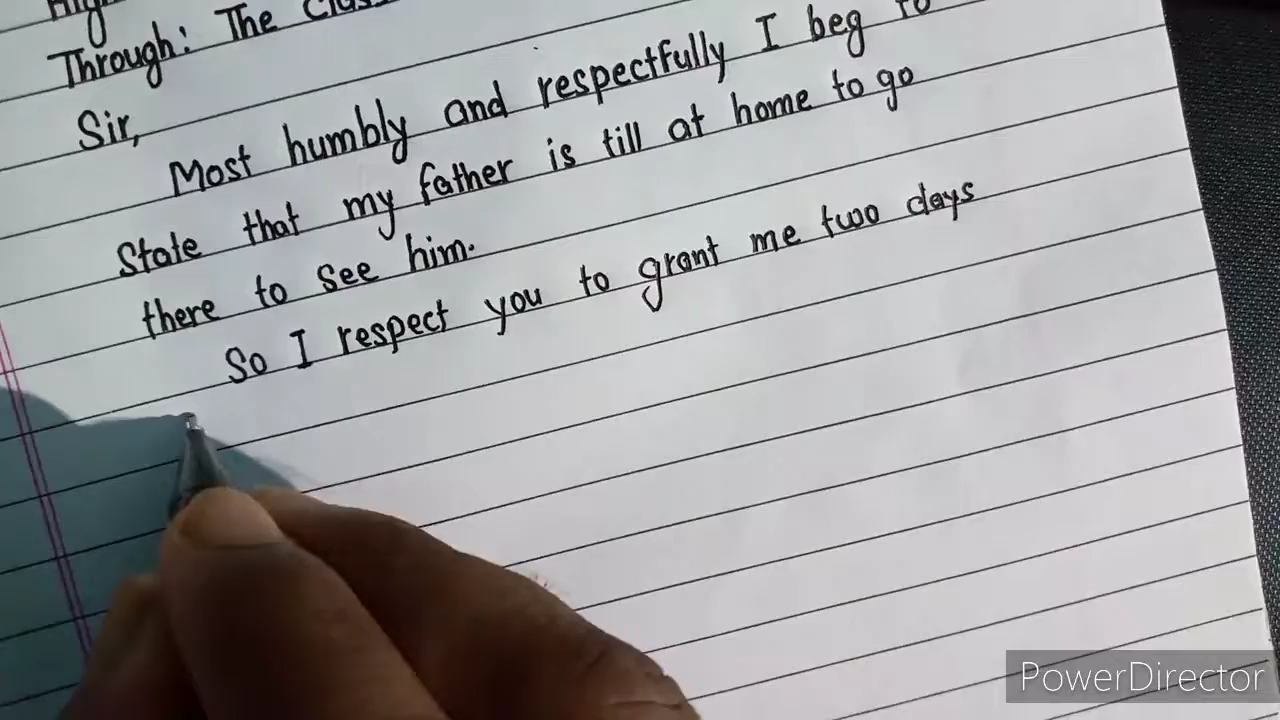 Through: The
Sir,
Most humbly and respectfully I beg to
State that my father is till at home to go
there to see him.
So I respect you to grant me two days
PowerDirector